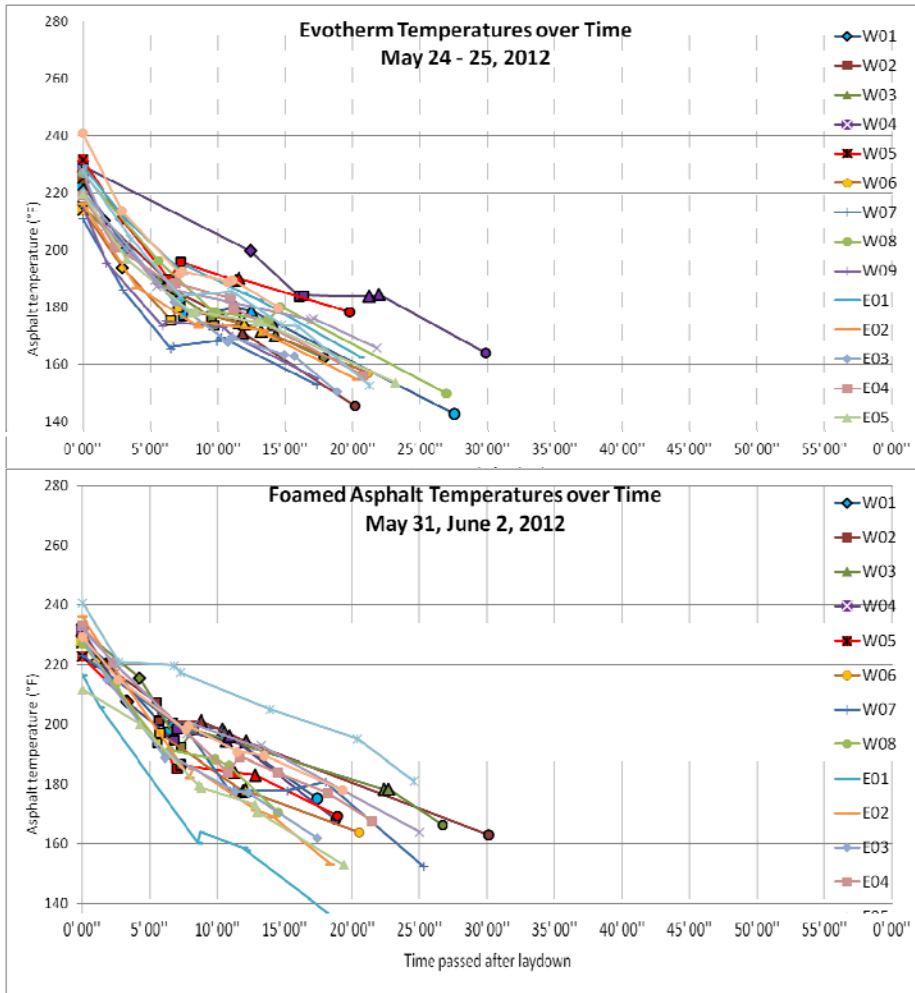 Evotherm Temperatures over Time
May 24 - 25, 2012
280
260
240
220
200
180
160
140
Asphalt temperature (°F)
0'00" 5'00" 10'00" 15'00" 20'00" 25'00" 30'00" 35'00" 40'00" 45'00" 50'00" 55'00" 0'00"
W01
W02
W03
W04
W05
W06
W07
W08
W09
E01
E02
E03
E04
E05
Foamed Asphalt Temperatures over Time
May 31, June 2, 2012
280
260
240
220
200
180
160
140
Asphalt temperature (°F)
0'00" 5'00" 10'00" 15'00" 20'00" 25'00" 30'00" 35'00" 40'00" 45'00" 50'00" 55'00" 0'00"
Time passed after laydown
W01
W02
W03
W04
W05
W06
W07
W08
E01
E02
E03
E04